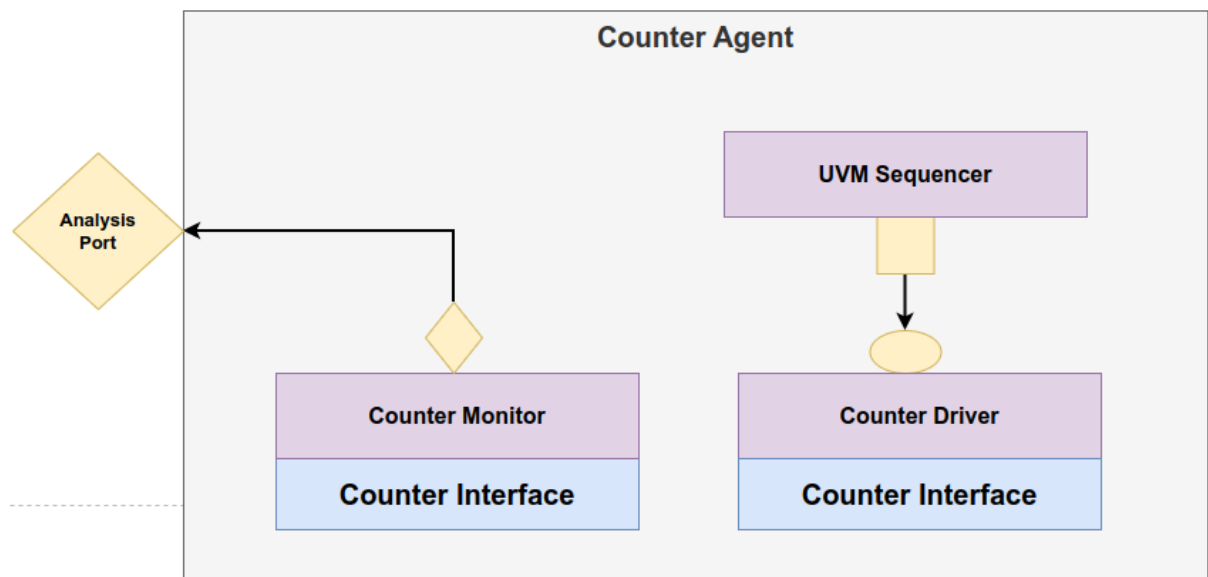 Counter Agent
UVM Sequencer
Analysis
Port
Counter Monitor
Counter Driver
Counter Interface
Counter Interface